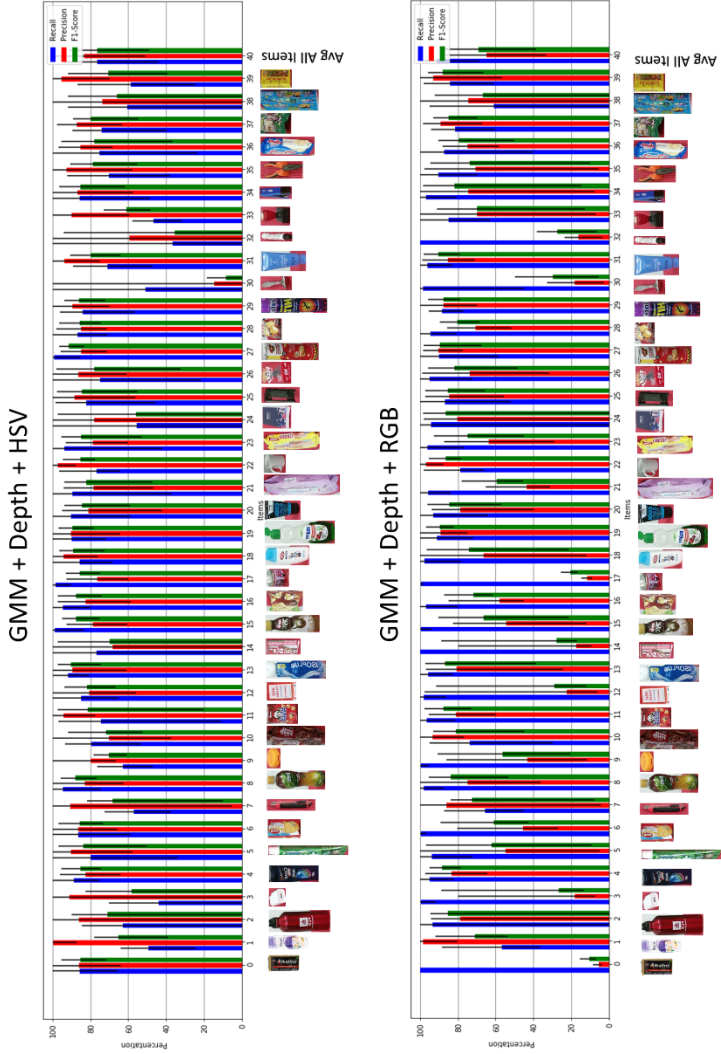 GMM + Depth + HSV
Recall
Precision
F1-Score
Percentation
100
80
60
40
20
0
0 1 2 3 4 5 6 7 8 9 10 11 12 13 14 15 16 17 18 19 20 21 22 23 24 25 26 27 28 29 30 31 32 33 34 35 36 37 38 39 40
Items
Avg All Items
GMM + Depth + RGB
Recall
Precision
F1-Score
Percentation
100
80
60
40
20
0
0 1 2 3 4 5 6 7 8 9 10 11 12 13 14 15 16 17 18 19 20 21 22 23 24 25 26 27 28 29 30 31 32 33 34 35 36 37 38 39 40
Items
Avg All Items